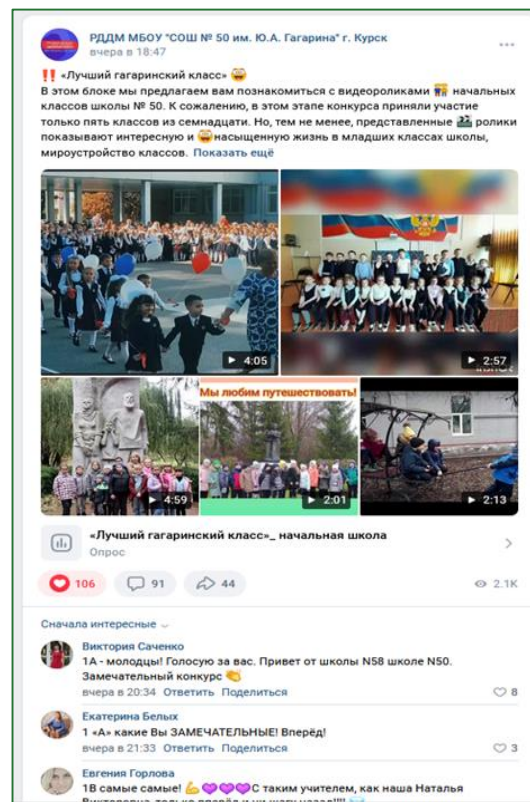 РДДМ МБОУ "СОШ № 50 им. Ю.А. Гагарина" г. Курск
вчера в 18:47
‼️ «Лучший гагаринский класс» 😄
В этом блоке мы предлагаем вам познакомиться с видеороликами 👫 начальных
классов школы № 50. К сожалению, в этом этапе конкурса приняли участие
только пять классов из семнадцати. Но, тем не менее, представленные 🎬 ролики
показывают интересную и 😄насыщенную жизнь в младших классах школы,
мироустройство классов. Показать ещё
4:05
2:57
Мы любим путешествовать!
4:59
2:01
2:13
«Лучший гагаринский класс»_ начальная школа
Опрос
106
91
44
2.1K
Сначала интересные
Виктория Саченко
1А - молодцы! Голосую за вас. Привет от школы N58 школе N50.
Замечательный конкурс 👏
вчера в 20:34 Ответить Поделиться
8
Екатерина Белых
1 «А» какие Вы ЗАМЕЧАТЕЛЬНЫЕ! Вперёд!
вчера в 21:33 Ответить Поделиться
3
Евгения Горлова
1В самые самые! 💪💜💜💜С таким учителем, как наша Наталья
Викторовна, только вперёд и ни шагу назад!!!!